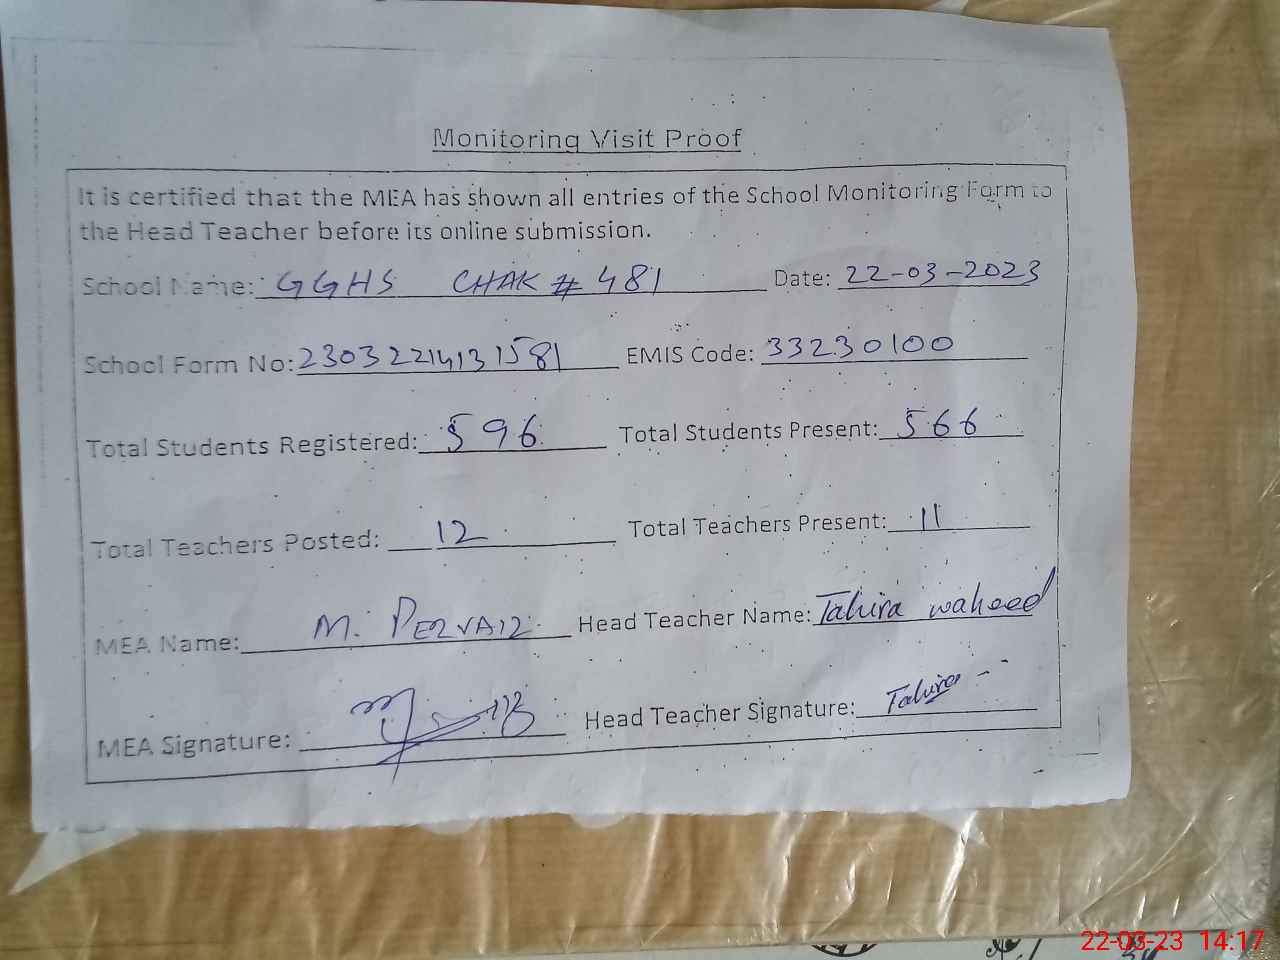 Monitoring Visit Proof
It is certified that the MEA has shown all entries of the School Monitoring Form to
the Head Teacher before its online submission.
School Name: GGHS CHAK # 481 Date: 22-03-2023
School Form No: 23032214131581 EMIS Code: 33230100
Total Students Registered: 596 Total Students Present: 566
Total Teachers Posted: 12 Total Teachers Present: 11
MEA Name: M. PERVAIZ Head Teacher Name: Tahira waheed
MEA Signature: Head Teacher Signature: Tahira
22-03-23 14:17